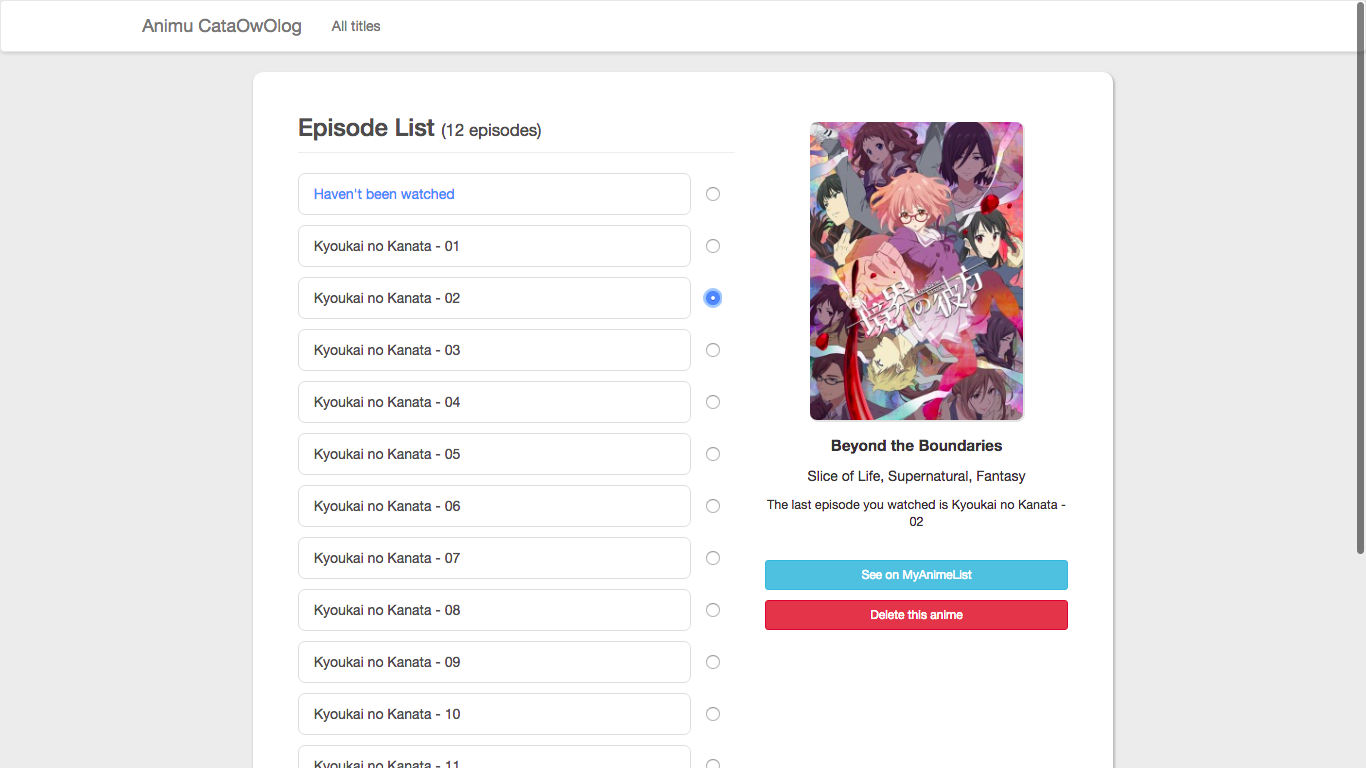 Animu CataOwOlog
All titles
Episode List (12 episodes)
Haven't been watched
Kyoukai no Kanata - 01
Kyoukai no Kanata - 02
Kyoukai no Kanata - 03
Kyoukai no Kanata - 04
Kyoukai no Kanata - 05
Kyoukai no Kanata - 06
Kyoukai no Kanata - 07
Kyoukai no Kanata - 08
Kyoukai no Kanata - 09
Kyoukai no Kanata - 10
Kyoukai no Kanata - 11
境界の彼方
Beyond the Boundaries
Slice of Life, Supernatural, Fantasy
The last episode you watched is Kyoukai no Kanata -
02
See on MyAnimeList
Delete this anime